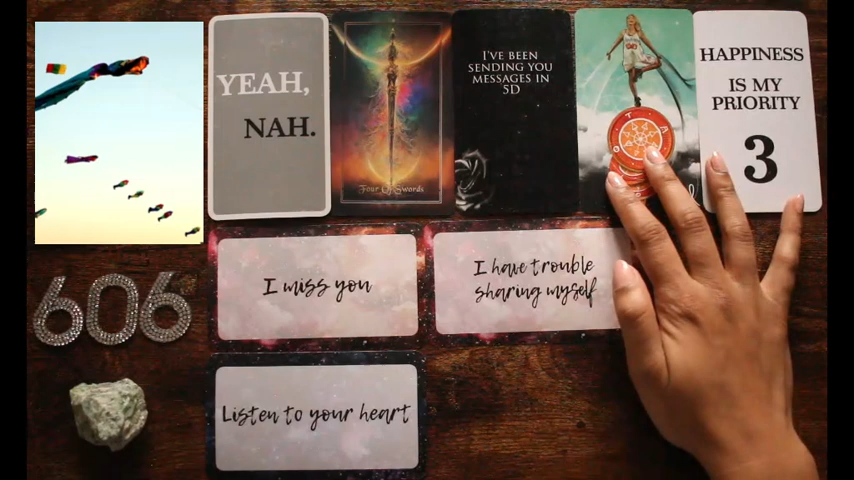 YEAH,
NAH.
Four Of Swords
I'VE BEEN
SENDING YOU
MESSAGES IN
5D
HAPPINESS
IS MY
PRIORITY
3
I miss you
I have trouble
sharing myself
606
Listen to your heart